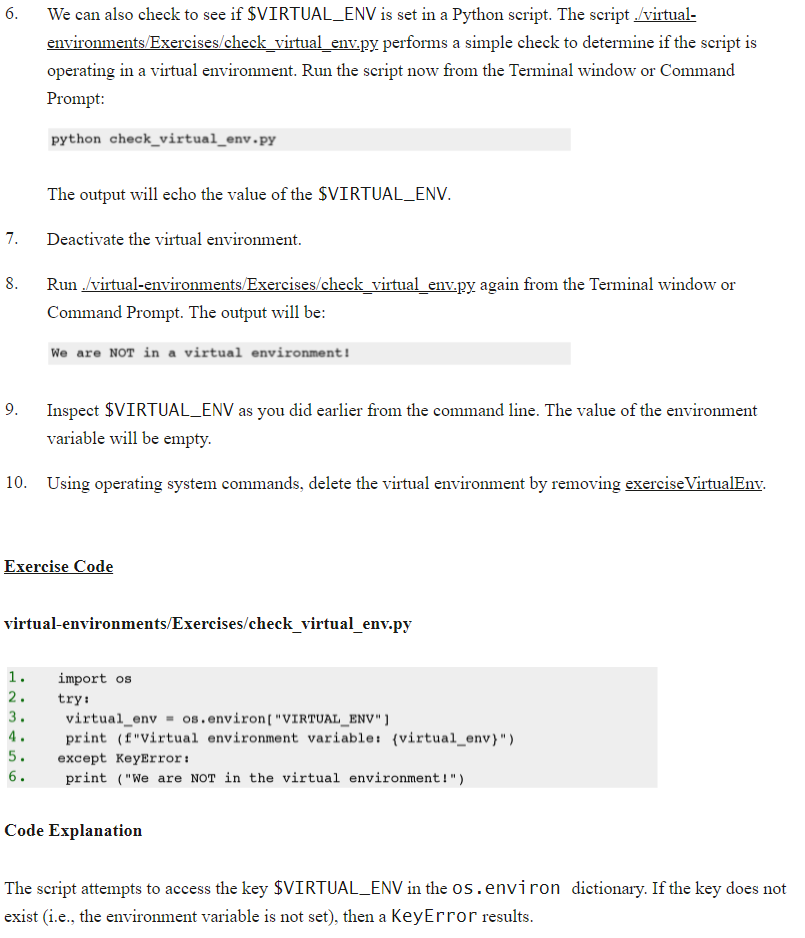 6. We can also check to see if $VIRTUAL_ENV is set in a Python script. The script ./virtual-
environments/Exercises/check_virtual_env.py performs a simple check to determine if the script is
operating in a virtual environment. Run the script now from the Terminal window or Command
Prompt:
python check_virtual_env.py
The output will echo the value of the $VIRTUAL_ENV.
7. Deactivate the virtual environment.
8. Run ./virtual-environments/Exercises/check_virtual_env.py again from the Terminal window or
Command Prompt. The output will be:
We are NOT in a virtual environment!
9. Inspect $VIRTUAL_ENV as you did earlier from the command line. The value of the environment
variable will be empty.
10. Using operating system commands, delete the virtual environment by removing exerciseVirtualEnv.
Exercise Code
virtual-environments/Exercises/check_virtual_env.py
1. import os
2. try:
3. virtual_env = os.environ["VIRTUAL_ENV"]
4. print (f"Virtual environment variable: {virtual_env}")
5. except KeyError:
6. print ("We are NOT in the virtual environment!")
Code Explanation
The script attempts to access the key $VIRTUAL_ENV in the os.environ dictionary. If the key does not
exist (i.e., the environment variable is not set), then a KeyError results.